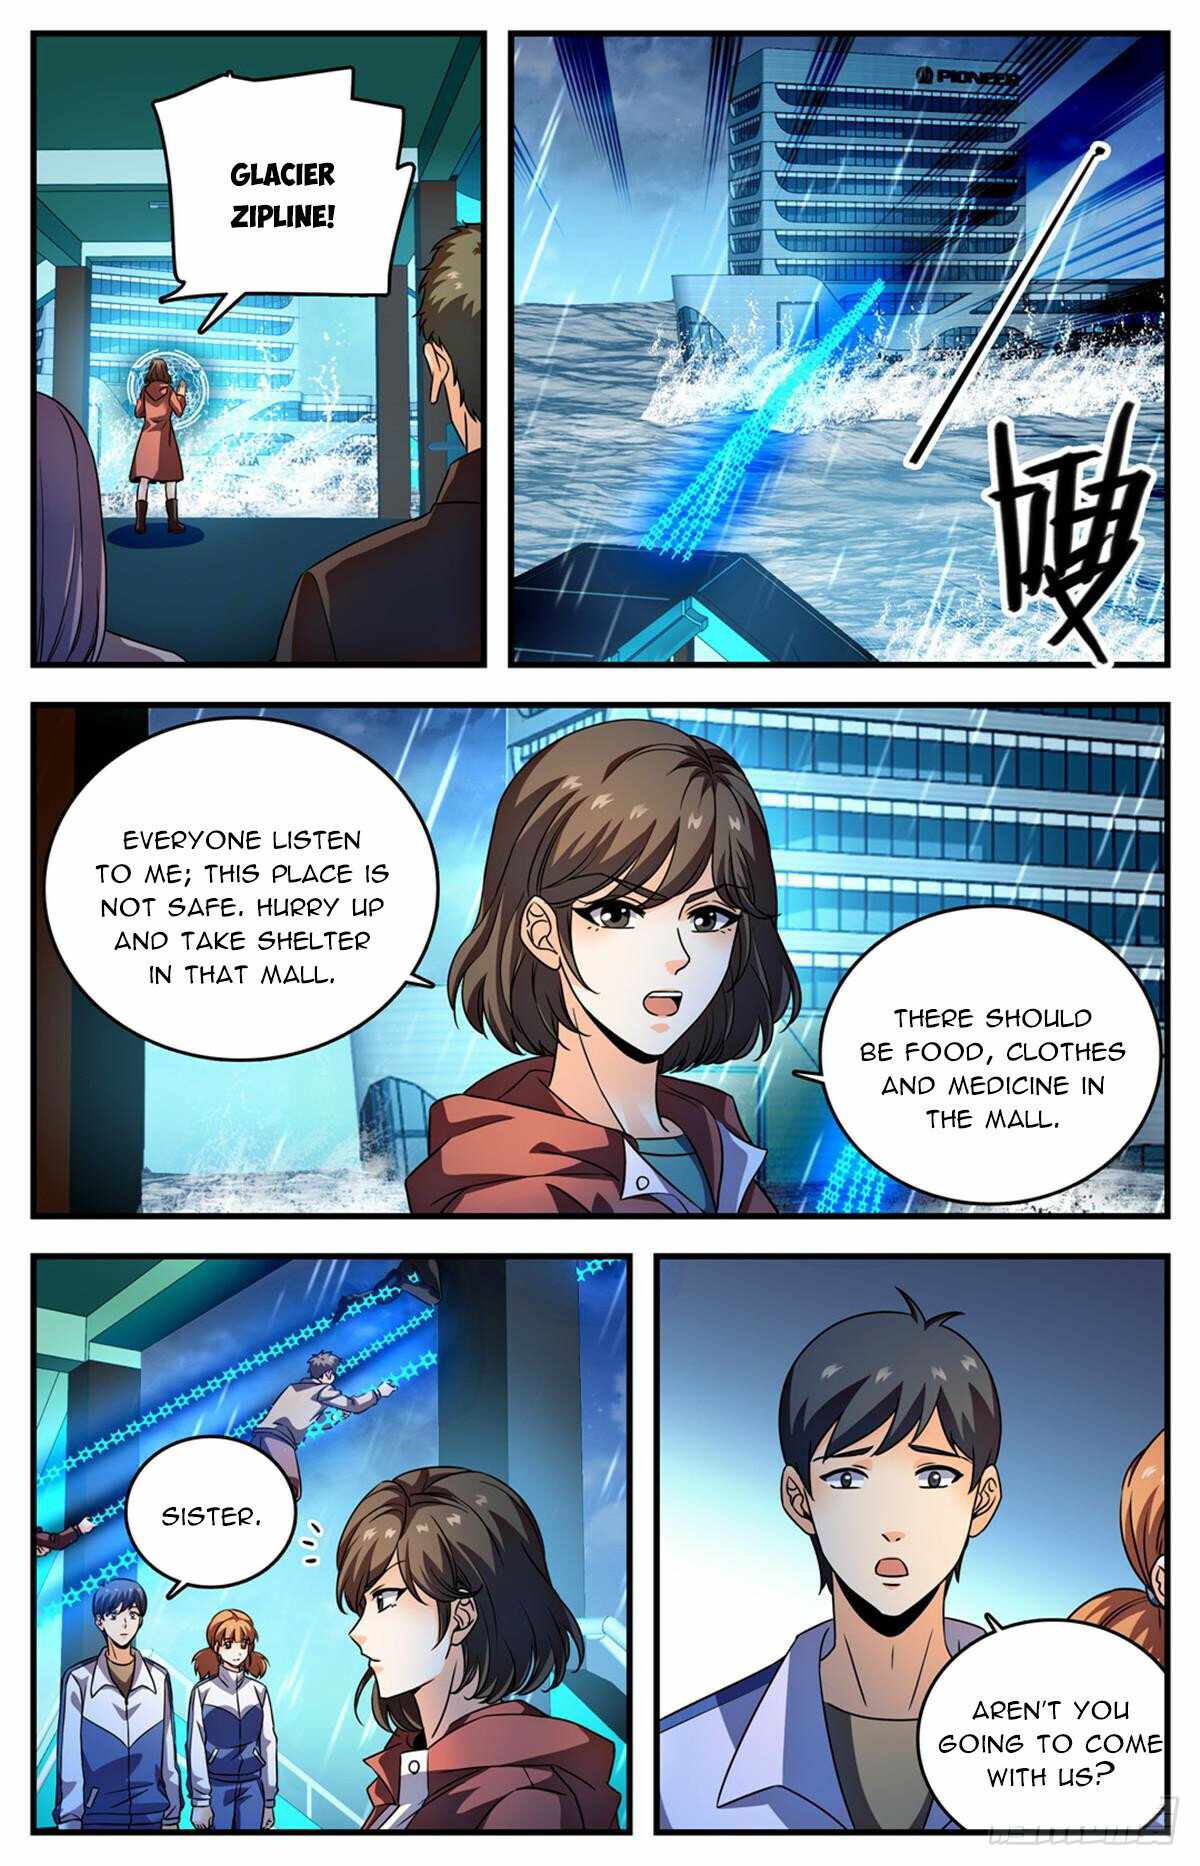 GLACIER
ZIPLINE!
PIONEER
哽
EVERYONE LISTEN
TO ME; THIS PLACE IS
NOT SAFE. HURRY UP
AND TAKE SHELTER
IN THAT MALL.
THERE SHOULD
BE FOOD, CLOTHES
AND MEDICINE IN
THE MALL.
SISTER.
AREN'T YOU
GOING TO COME
WITH US?